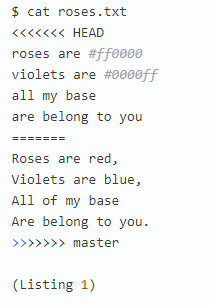 $ cat roses.txt
<<<<<<< HEAD
roses are #ff0000
violets are #0000ff
all my base
are belong to you
=======
Roses are red,
Violets are blue,
All of my base
Are belong to you.
>>>>>>> master
(Listing 1)